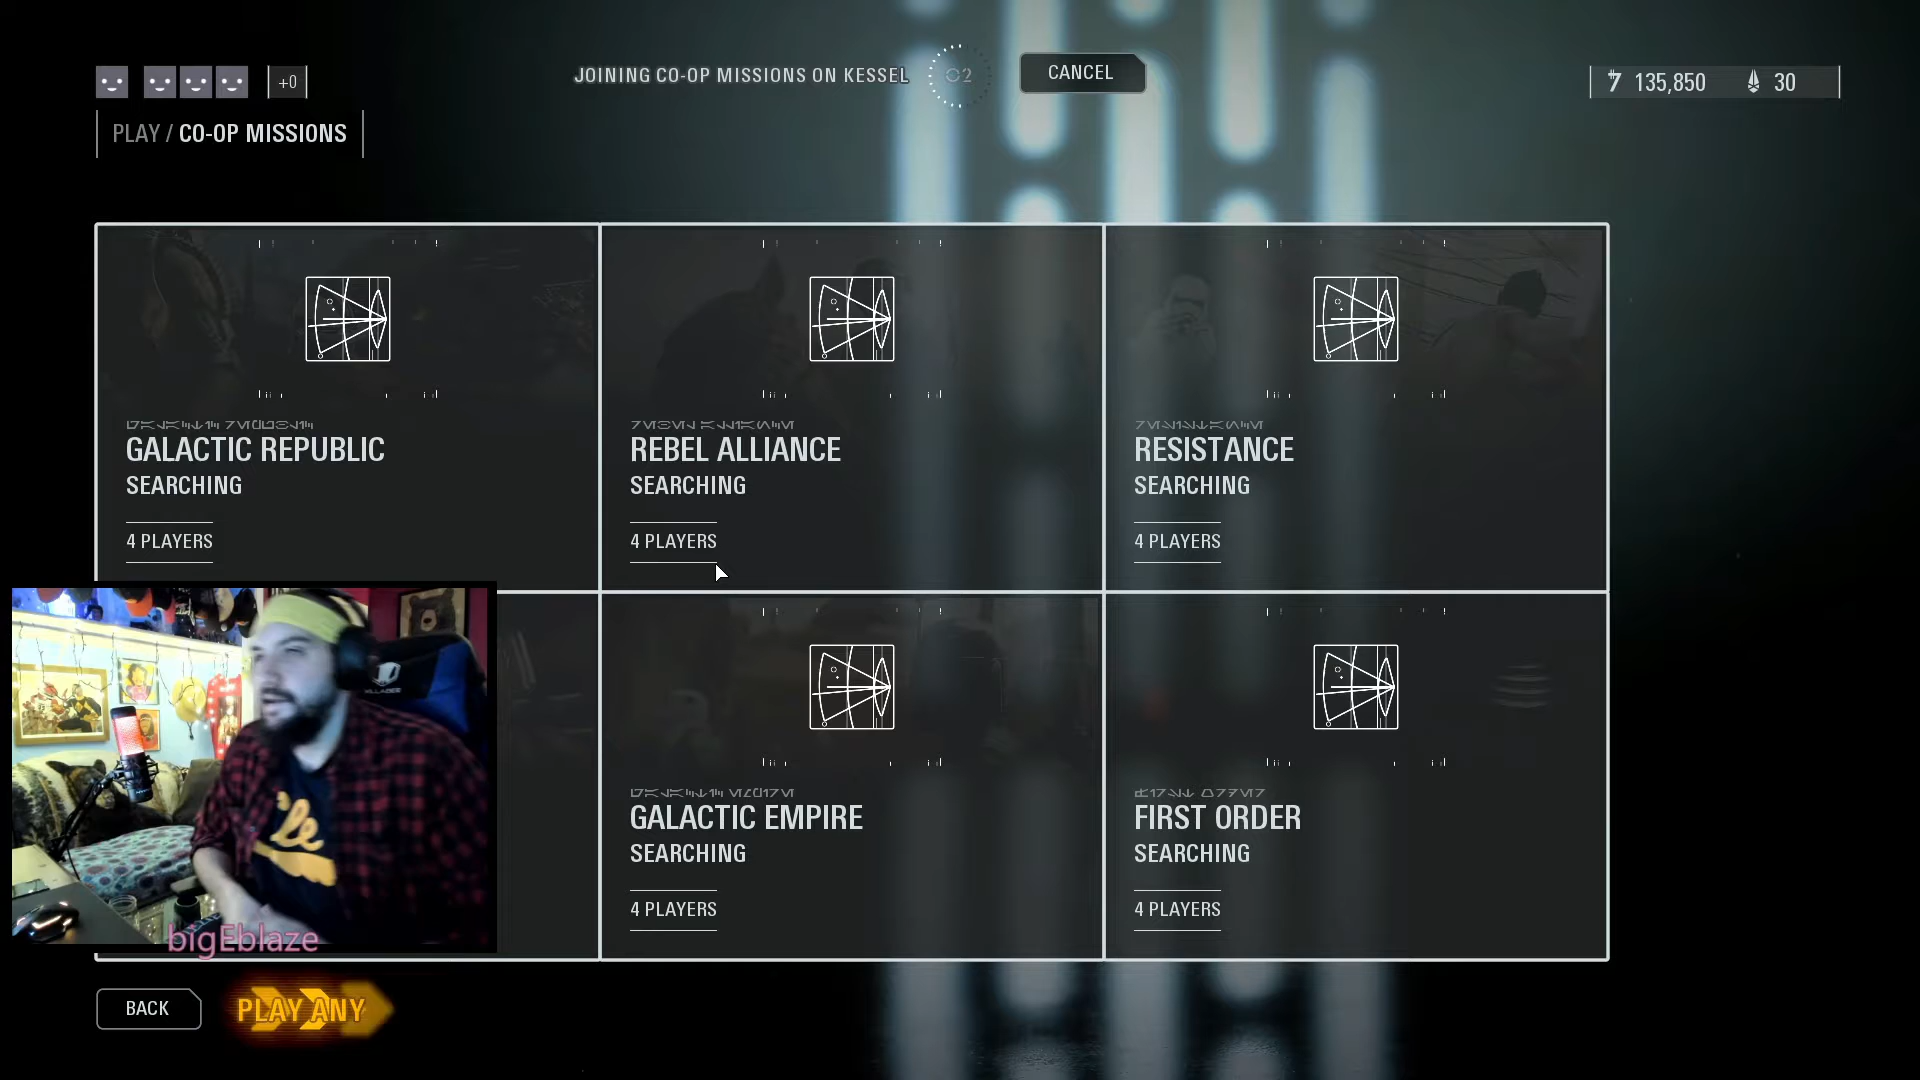 +0
JOINING CO-OP MISSIONS ON KESSEL
2
CANCEL
135,850
30
PLAY / CO-OP MISSIONS
GALACTIC REPUBLIC
SEARCHING
4 PLAYERS
REBEL ALLIANCE
SEARCHING
4 PLAYERS
RESISTANCE
SEARCHING
4 PLAYERS
GALACTIC EMPIRE
SEARCHING
4 PLAYERS
FIRST ORDER
SEARCHING
4 PLAYERS
bigEblaze
BACK
PLAY ANY